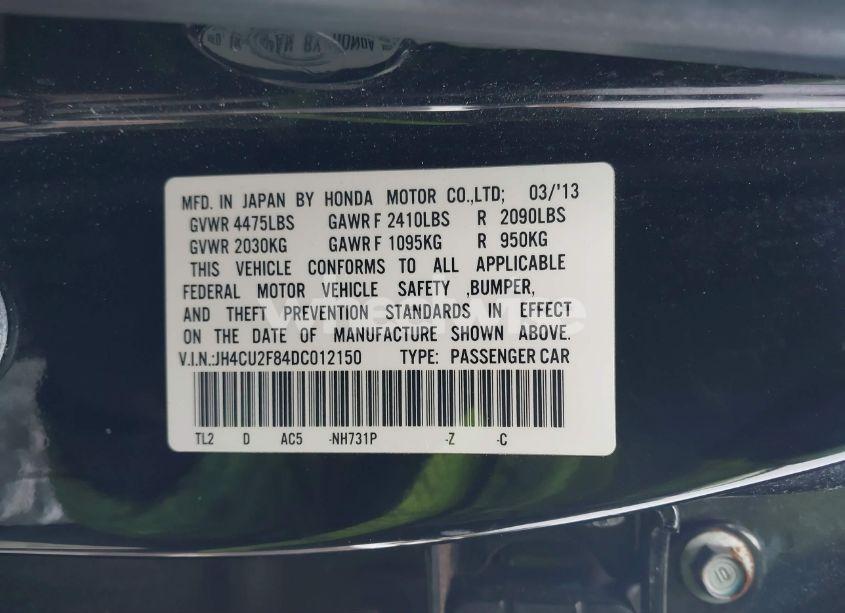 MFD. IN JAPAN BY HONDA MOTOR CO.,LTD; 03/'13
GVWR 4475LBS GAWR F 2410LBS R 2090LBS
GVWR 2030KG GAWR F 1095KG R 950KG
THIS VEHICLE CONFORMS TO ALL APPLICABLE
FEDERAL MOTOR VEHICLE SAFETY ,BUMPER,
AND THEFT PREVENTION STANDARDS IN EFFECT
ON THE DATE OF MANUFACTURE SHOWN ABOVE.
V.I.N.:JH4CU2F84DC012150 TYPE: PASSENGER CAR
TL2 D AC5 -NH731P -Z -C
10